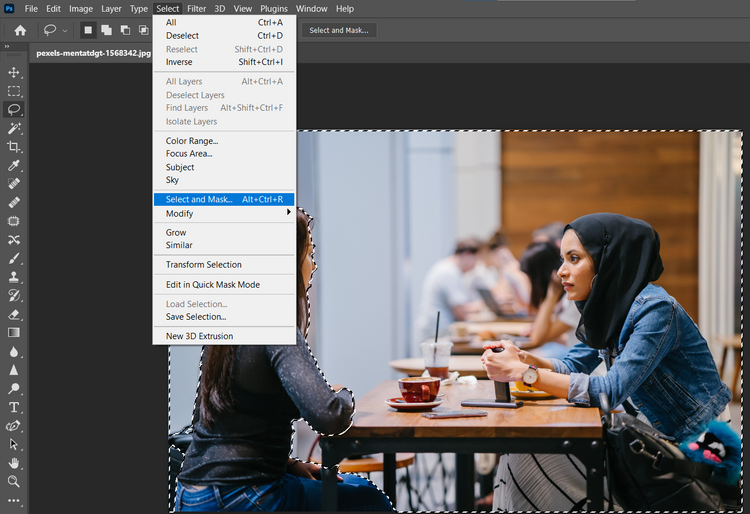 Ps File Edit Image Layer Type Select Filter 3D View Plugins Window Help
Select and Mask...
pexels-mentatdgt-1568342.jpg
All Ctrl+A
Deselect Ctrl+D
Reselect Shift+Ctrl+D
Inverse Shift+Ctrl+I
All Layers Alt+Ctrl+A
Deselect Layers
Find Layers Alt+Shift+Ctrl+F
Isolate Layers
Color Range...
Focus Area...
Subject
Sky
Select and Mask... Alt+Ctrl+R
Modify
Grow
Similar
Transform Selection
Edit in Quick Mask Mode
Load Selection...
Save Selection...
New 3D Extrusion